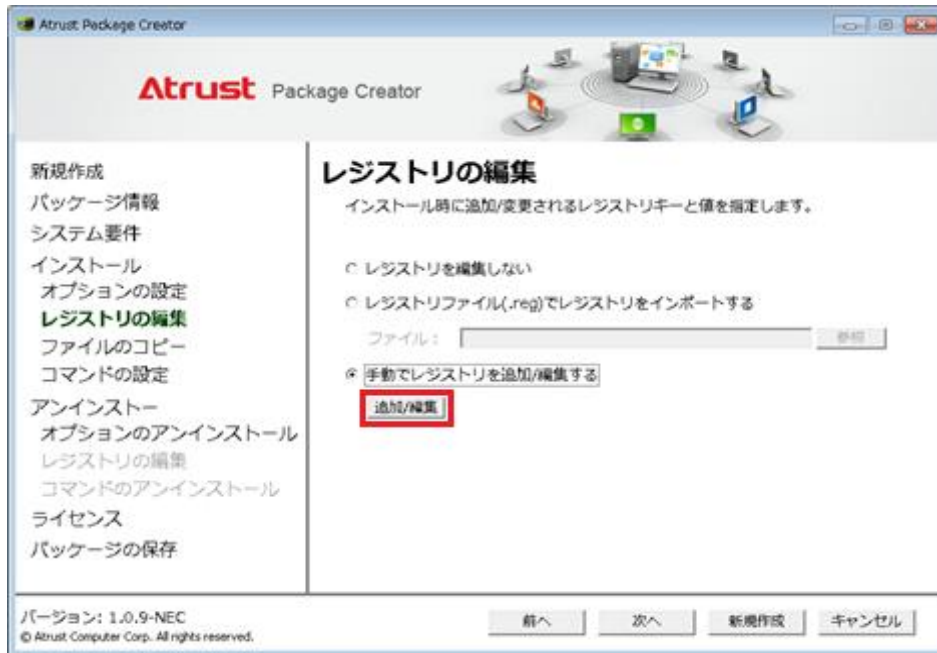 Atrust Package Creator
Atrust Package Creator
新規作成
パッケージ情報
システム要件
インストール
オプションの設定
レジストリの編集
ファイルのコピー
コマンドの設定
アンインストー
オプションのアンインストール
レジストリの編集
コマンドのアンインストール
ライセンス
パッケージの保存
レジストリの編集
インストール時に追加/変更されるレジストリキーと値を指定します。
レジストリを編集しない
レジストリファイル(.reg)でレジストリをインポートする
ファイル： 参照
手動でレジストリを追加/編集する
追加/編集
バージョン: 1.0.9-NEC
© Atrust Computer Corp. All rights reserved.
前へ 次へ 新規作成 キャンセル